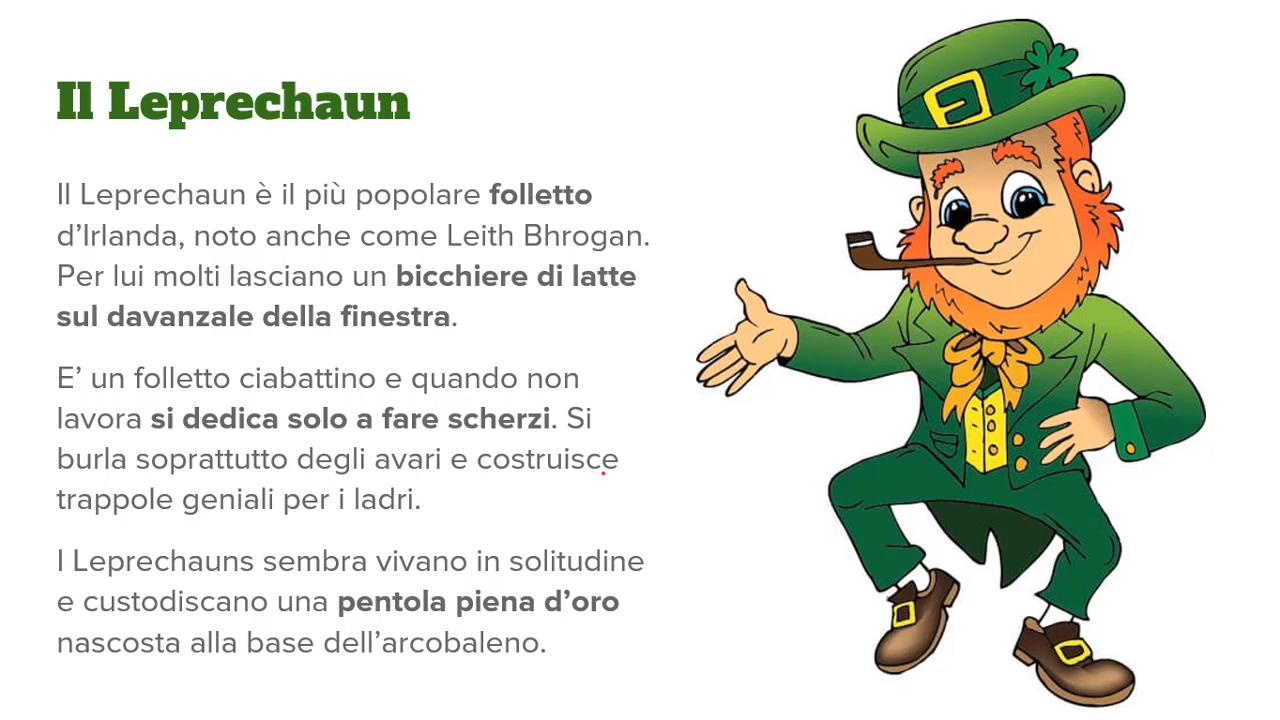 Il Leprechaun
Il Leprechaun è il più popolare folletto
d’Irlanda, noto anche come Leith Bhrogan.
Per lui molti lasciano un bicchiere di latte
sul davanzale della finestra.
E’ un folletto ciabattino e quando non
lavora si dedica solo a fare scherzi. Si
burla soprattutto degli avari e costruisce
trappole geniali per i ladri.
I Leprechauns sembra vivano in solitudine
e custodiscano una pentola piena d’oro
nascosta alla base dell’arcobaleno.